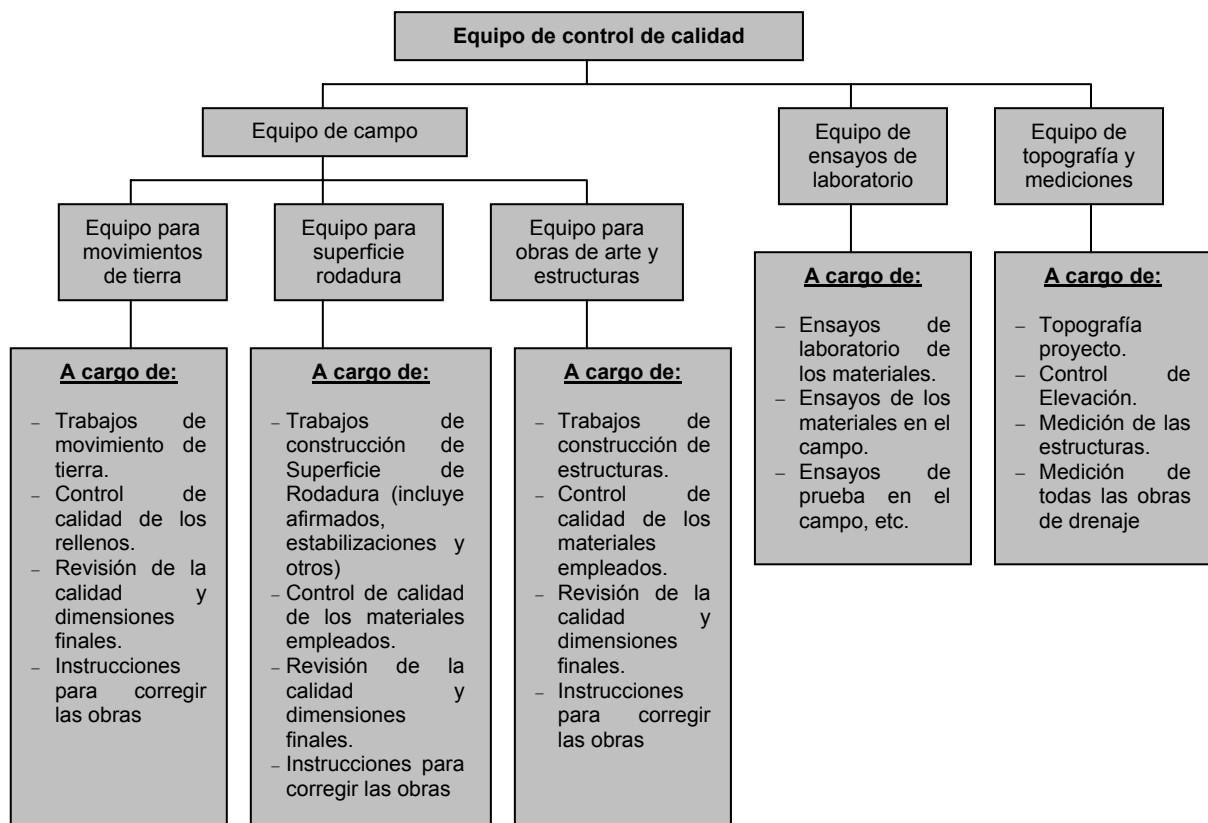 Equipo de control de calidad
Equipo de campo
Equipo de
ensayos de
laboratorio
Equipo de
topografía y
mediciones
Equipo para
movimientos
de tierra
Equipo para
superficie
rodadura
Equipo para
obras de arte y
estructuras
A cargo de:
– Trabajos de
movimiento de
tierra.
– Control de
calidad de los
rellenos.
– Revisión de la
calidad y
dimensiones
finales.
– Instrucciones
para corregir
las obras
A cargo de:
– Trabajos de
construcción de
Superficie de
Rodadura (incluye
afirmados,
estabilizaciones y
otros)
– Control de calidad
de los materiales
empleados.
– Revisión de la
calidad y
dimensiones
finales.
– Instrucciones para
corregir las obras
A cargo de:
– Trabajos de
construcción de
estructuras.
– Control de
calidad de los
materiales
empleados.
– Revisión de la
calidad y
dimensiones
finales.
– Instrucciones
para corregir
las obras
A cargo de:
– Ensayos de
laboratorio de
los materiales.
– Ensayos de los
materiales en el
campo.
– Ensayos de
prueba en el
campo, etc.
A cargo de:
– Topografía
proyecto.
– Control de
Elevación.
– Medición de las
estructuras.
– Medición de
todas las obras
de drenaje